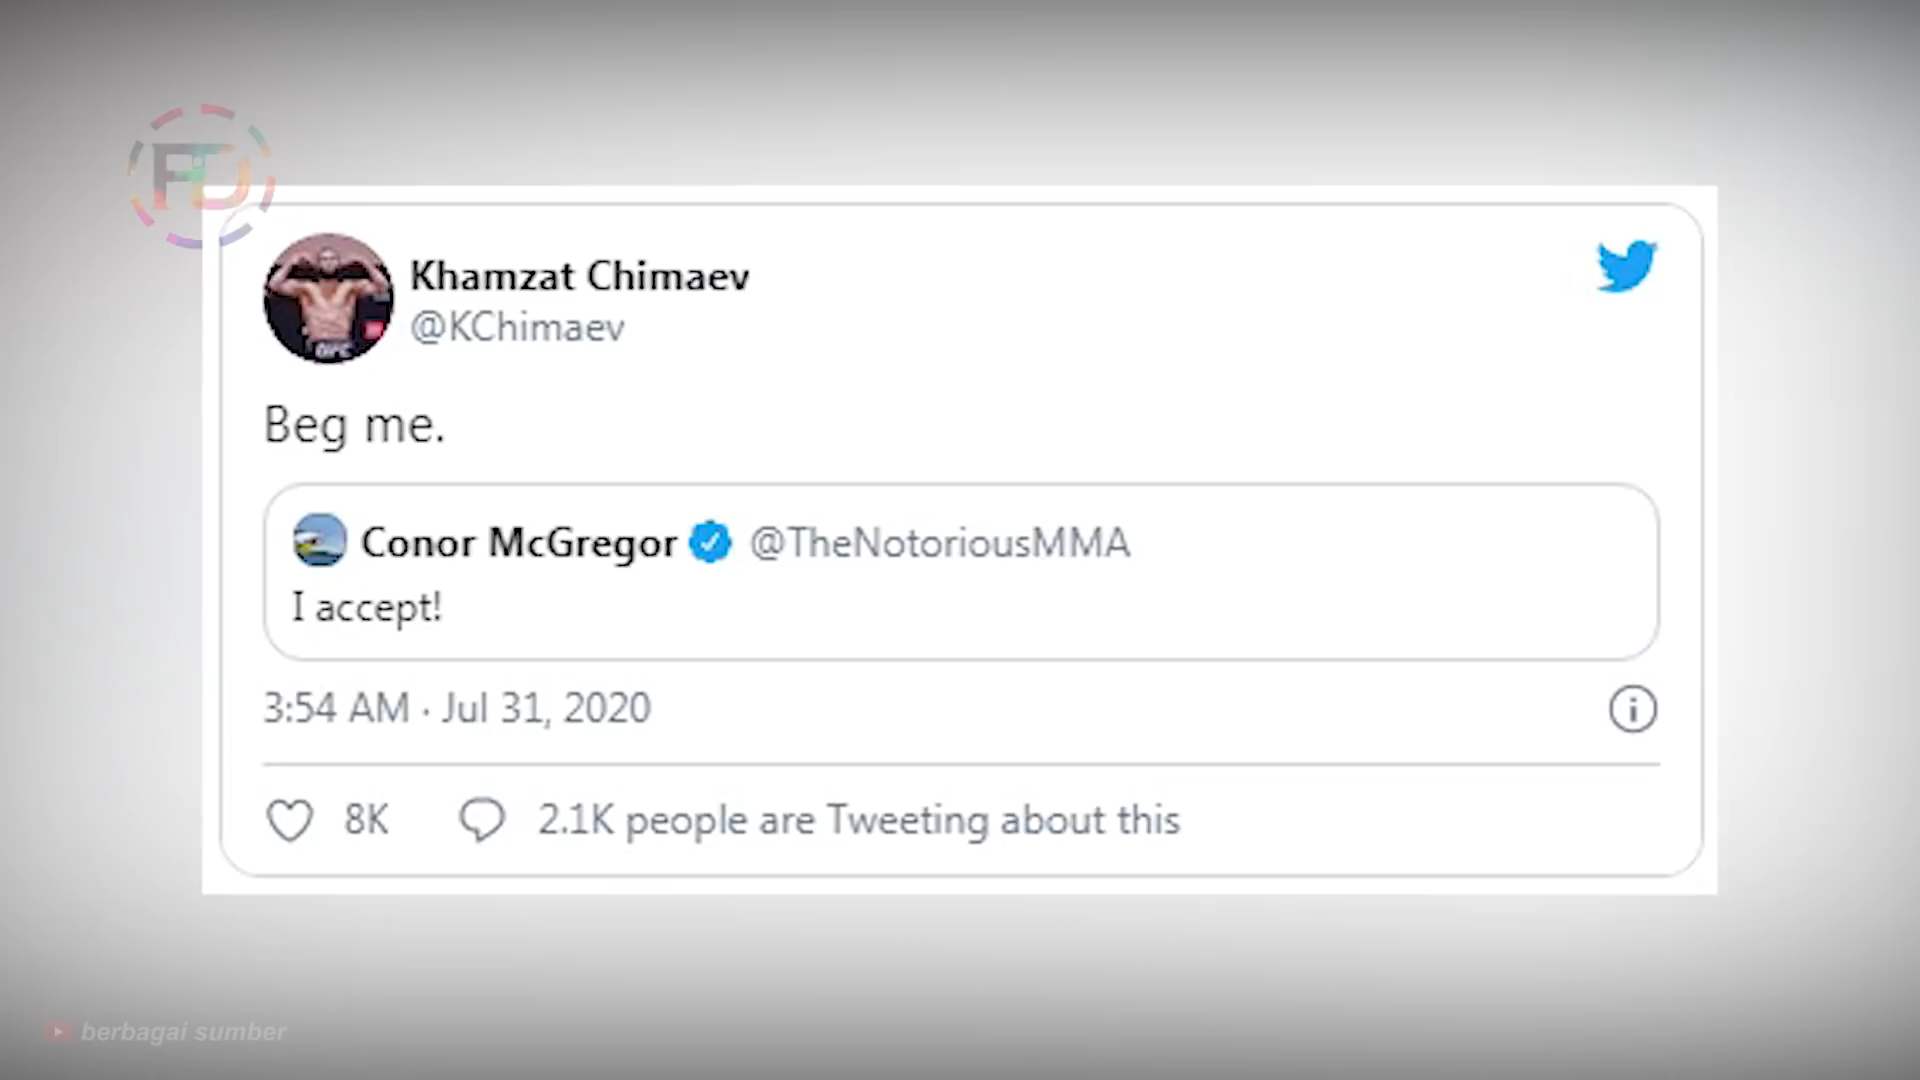 FD
Khamzat Chimaev
@KChimaev
Beg me.
Conor McGregor @TheNotoriousMMA
I accept!
3:54 AM · Jul 31, 2020
8K 2.1K people are Tweeting about this
berbagai sumber